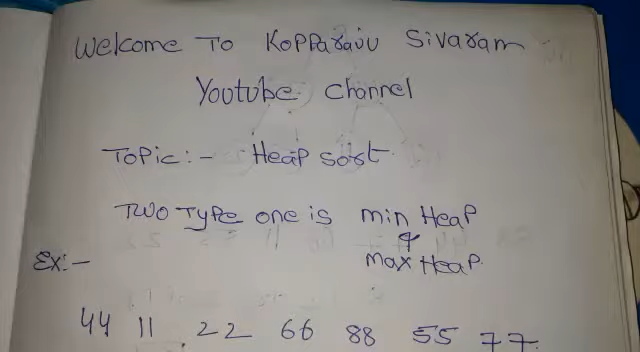 Welcome To Kopparavu Sivaram
Youtube channel
Topic:- Heap sort.
Two Type one is min Heap
&
max Heap.
Ex:-
44 11 22 66 88 55 77.